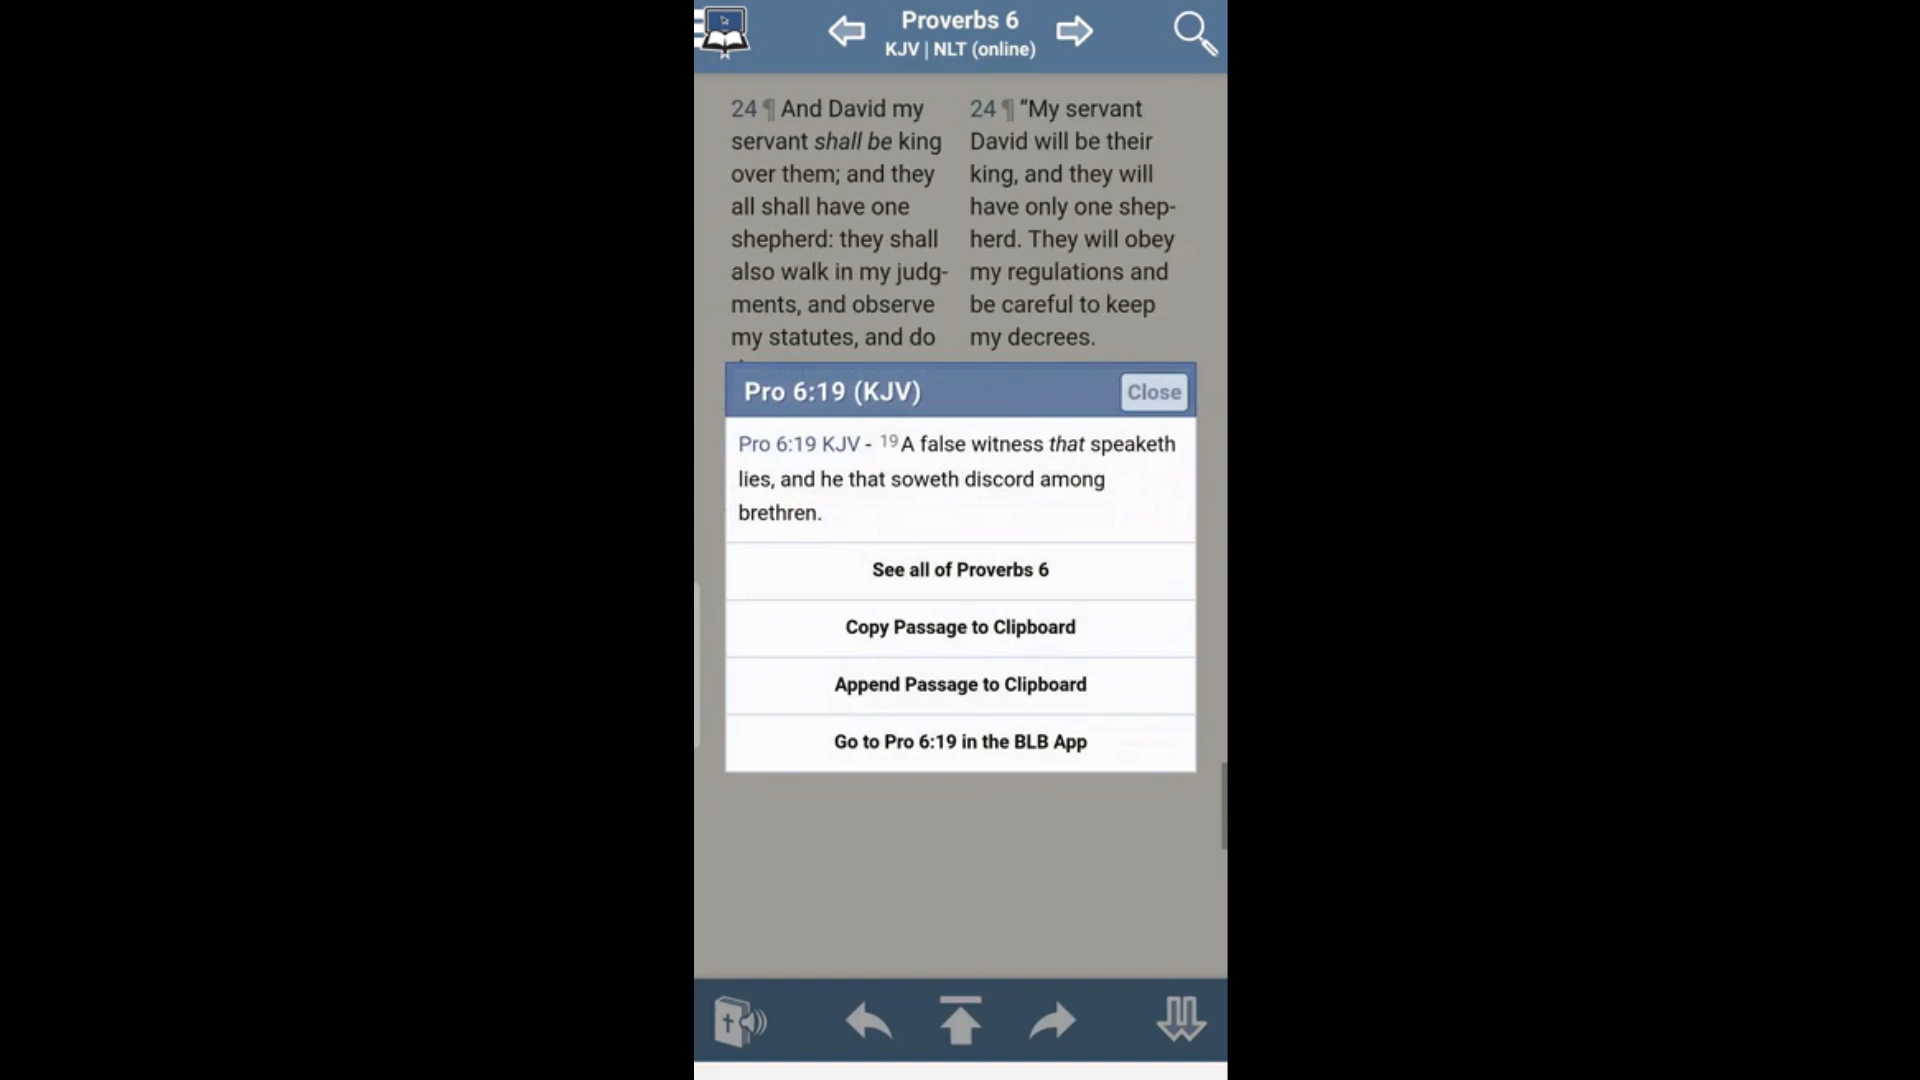 Proverbs 6
KJV | NLT (online)
24 ¶ And David my
servant shall be king
over them; and they
all shall have one
shepherd: they shall
also walk in my judg-
ments, and observe
my statutes, and do
24 ¶ “My servant
David will be their
king, and they will
have only one shep-
herd. They will obey
my regulations and
be careful to keep
my decrees.
Pro 6:19 (KJV)
Close
Pro 6:19 KJV - 19 A false witness that speaketh
lies, and he that soweth discord among
brethren.
See all of Proverbs 6
Copy Passage to Clipboard
Append Passage to Clipboard
Go to Pro 6:19 in the BLB App